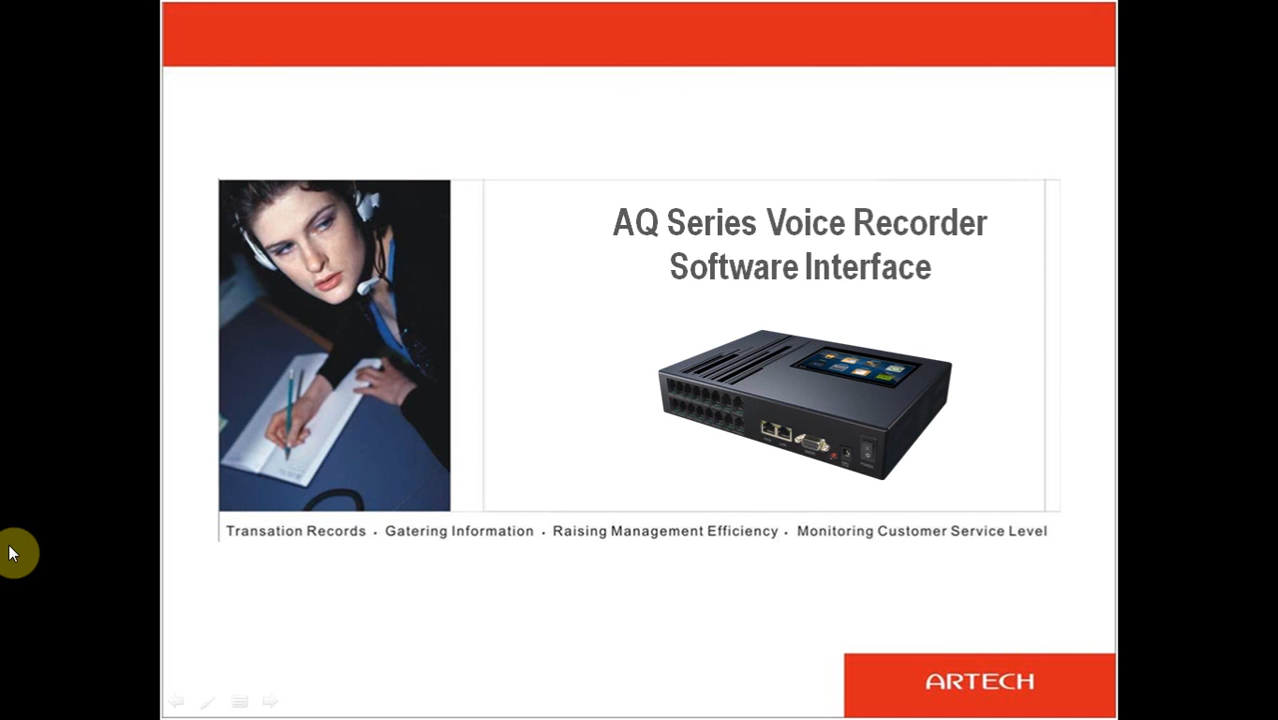 AQ Series Voice Recorder
Software Interface
Transation Records . Gatering Information . Raising Management Efficiency . Monitoring Customer Service Level
ARTECH